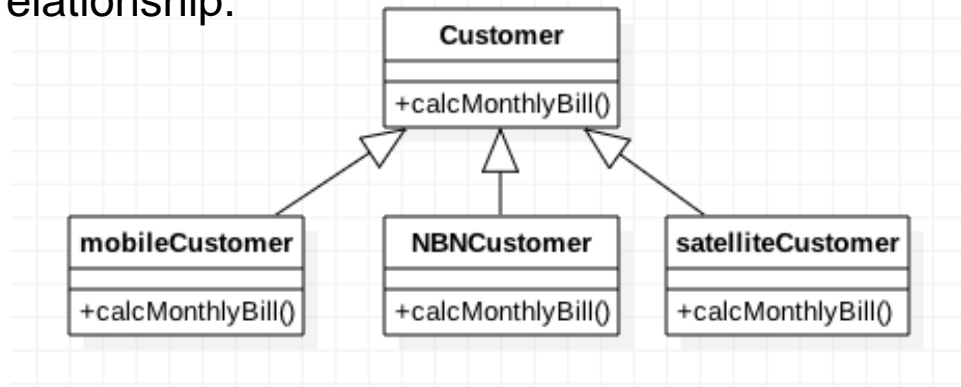 elationship.
Customer
+calcMonthlyBill()
mobileCustomer
NBNCustomer
satelliteCustomer
+calcMonthlyBill()
+calcMonthlyBill()
+calcMonthlyBill()